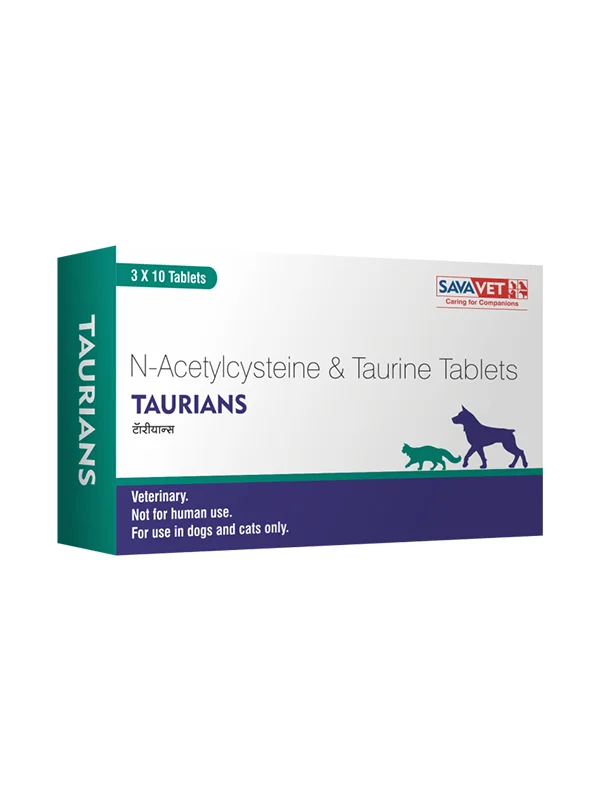 TAURIANS
3 X 10 Tablets
SAVAVET
Caring for Companions
N-Acetylcysteine & Taurine Tablets
TAURIANS
टॅारीयान्स
Veterinary.
Not for human use.
For use in dogs and cats only.